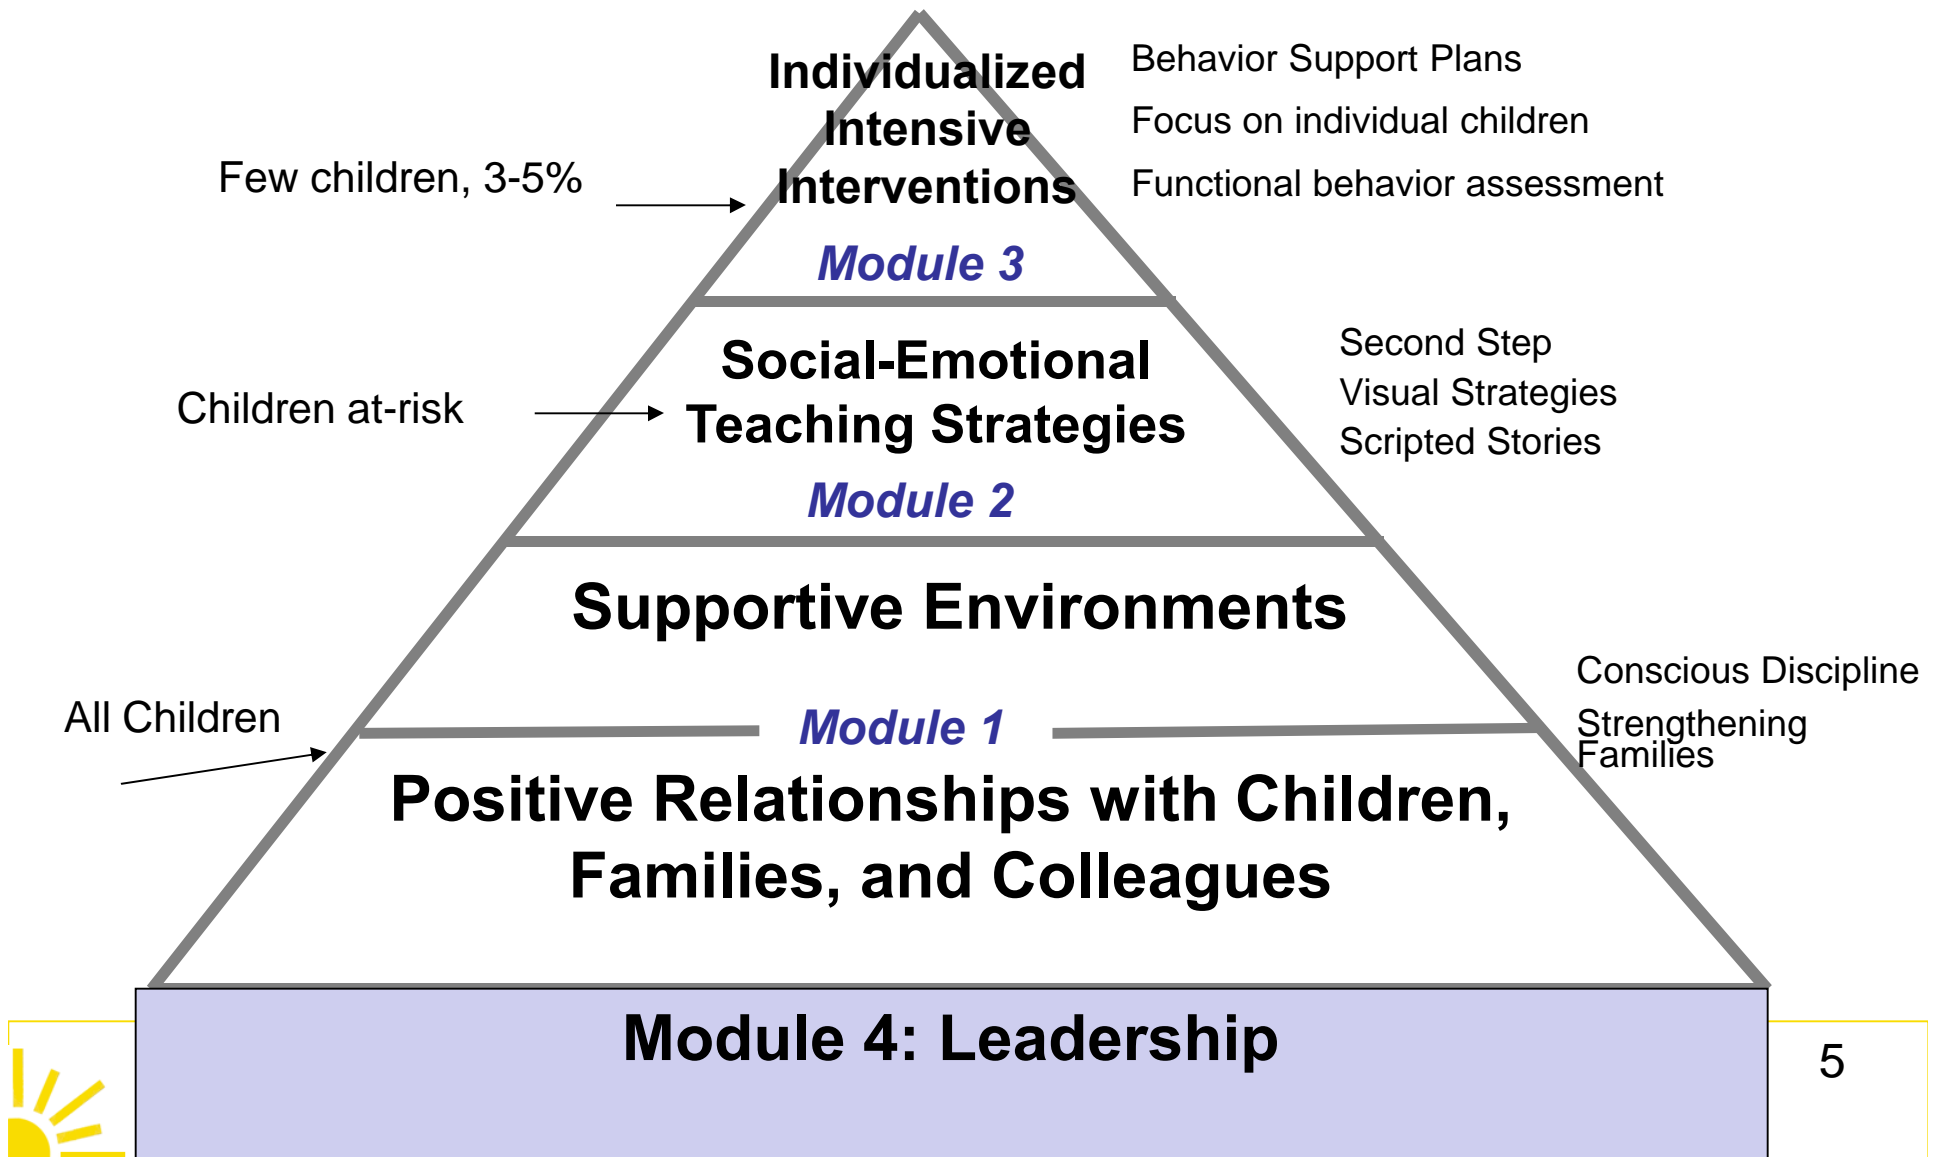 Individualized
Intensive
Interventions
Module 3
Behavior Support Plans
Focus on individual children
Functional behavior assessment
Few children, 3-5%
Social-Emotional
Teaching Strategies
Module 2
Second Step
Visual Strategies
Scripted Stories
Children at-risk
Supportive Environments
Conscious Discipline
Strengthening
Families
All Children
Module 1
Positive Relationships with Children,
Families, and Colleagues
Module 4: Leadership
5